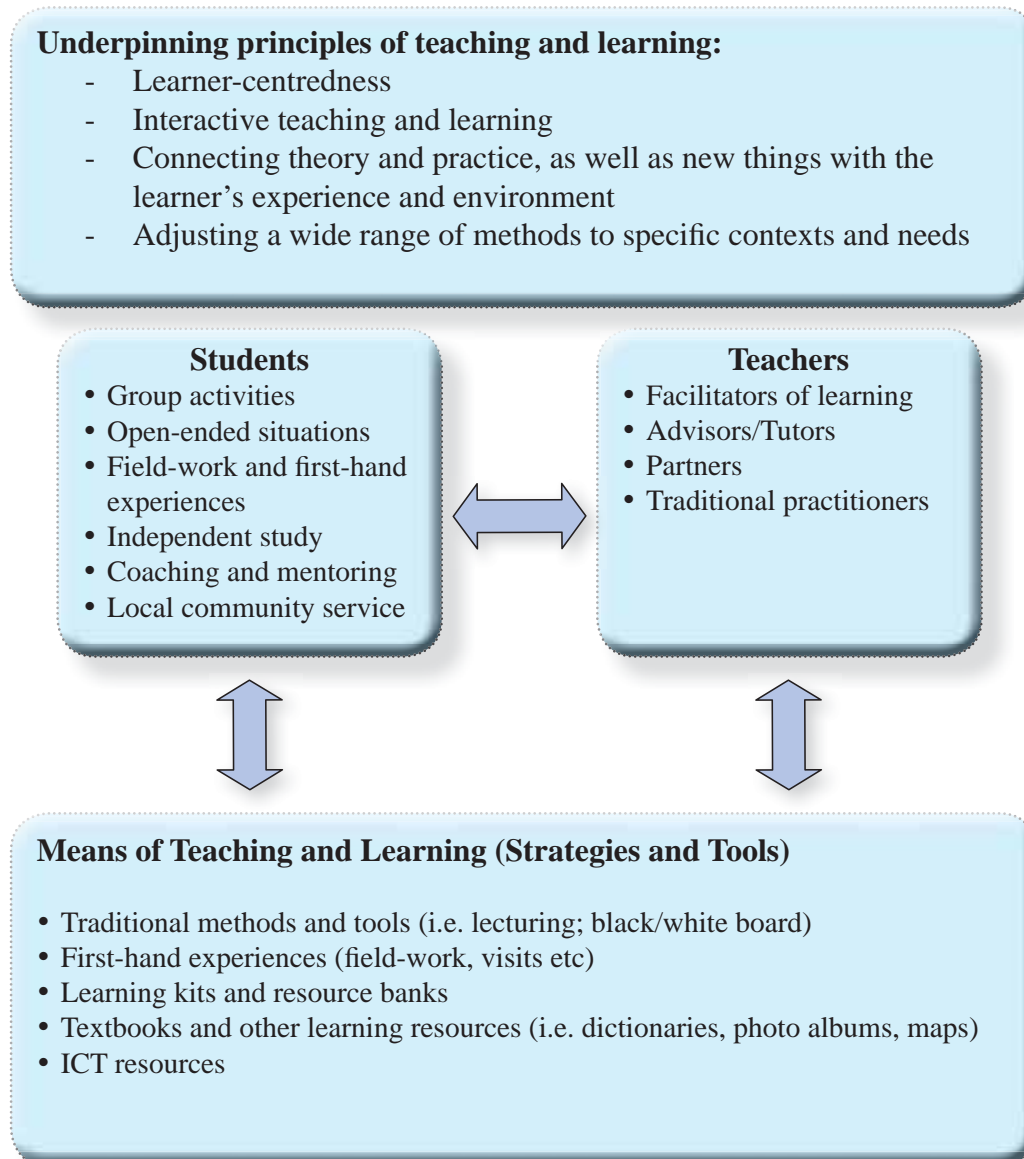 Underpinning principles of teaching and learning:
- Learner-centredness
- Interactive teaching and learning
- Connecting theory and practice, as well as new things with the
learner’s experience and environment
- Adjusting a wide range of methods to specific contexts and needs
Students
• Group activities
• Open-ended situations
• Field-work and first-hand
experiences
• Independent study
• Coaching and mentoring
• Local community service
Teachers
• Facilitators of learning
• Advisors/Tutors
• Partners
• Traditional practitioners
Means of Teaching and Learning (Strategies and Tools)
• Traditional methods and tools (i.e. lecturing; black/white board)
• First-hand experiences (field-work, visits etc)
• Learning kits and resource banks
• Textbooks and other learning resources (i.e. dictionaries, photo albums, maps)
• ICT resources